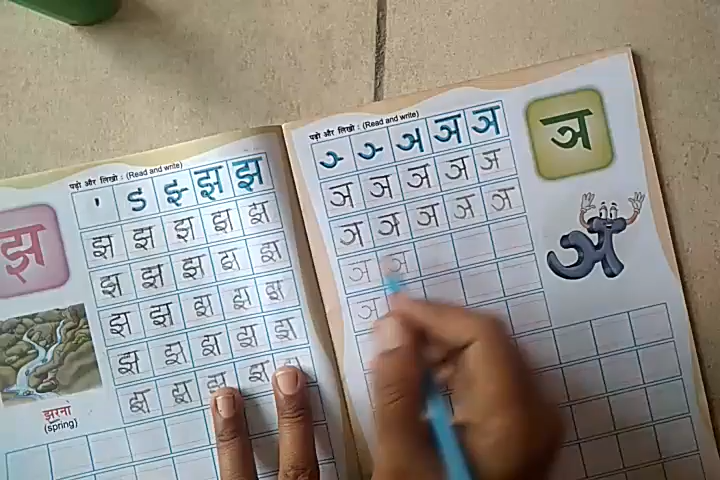 पढ़ो और लिखो : (Read and write)
' ड इ झ झ
झ झ झ झ झ
झ झ झ झ झ
झ झ झ झ झ
झ झ झ झ झ
झ झ झ झ झ
झ
झरना
(spring)
पढ़ो और लिखो : (Read and write)
ञ ञ ञ
ञ ञ ञ ञ ञ
ञ ञ ञ ञ ञ
ञ ञ
ञ
ञ
ञ